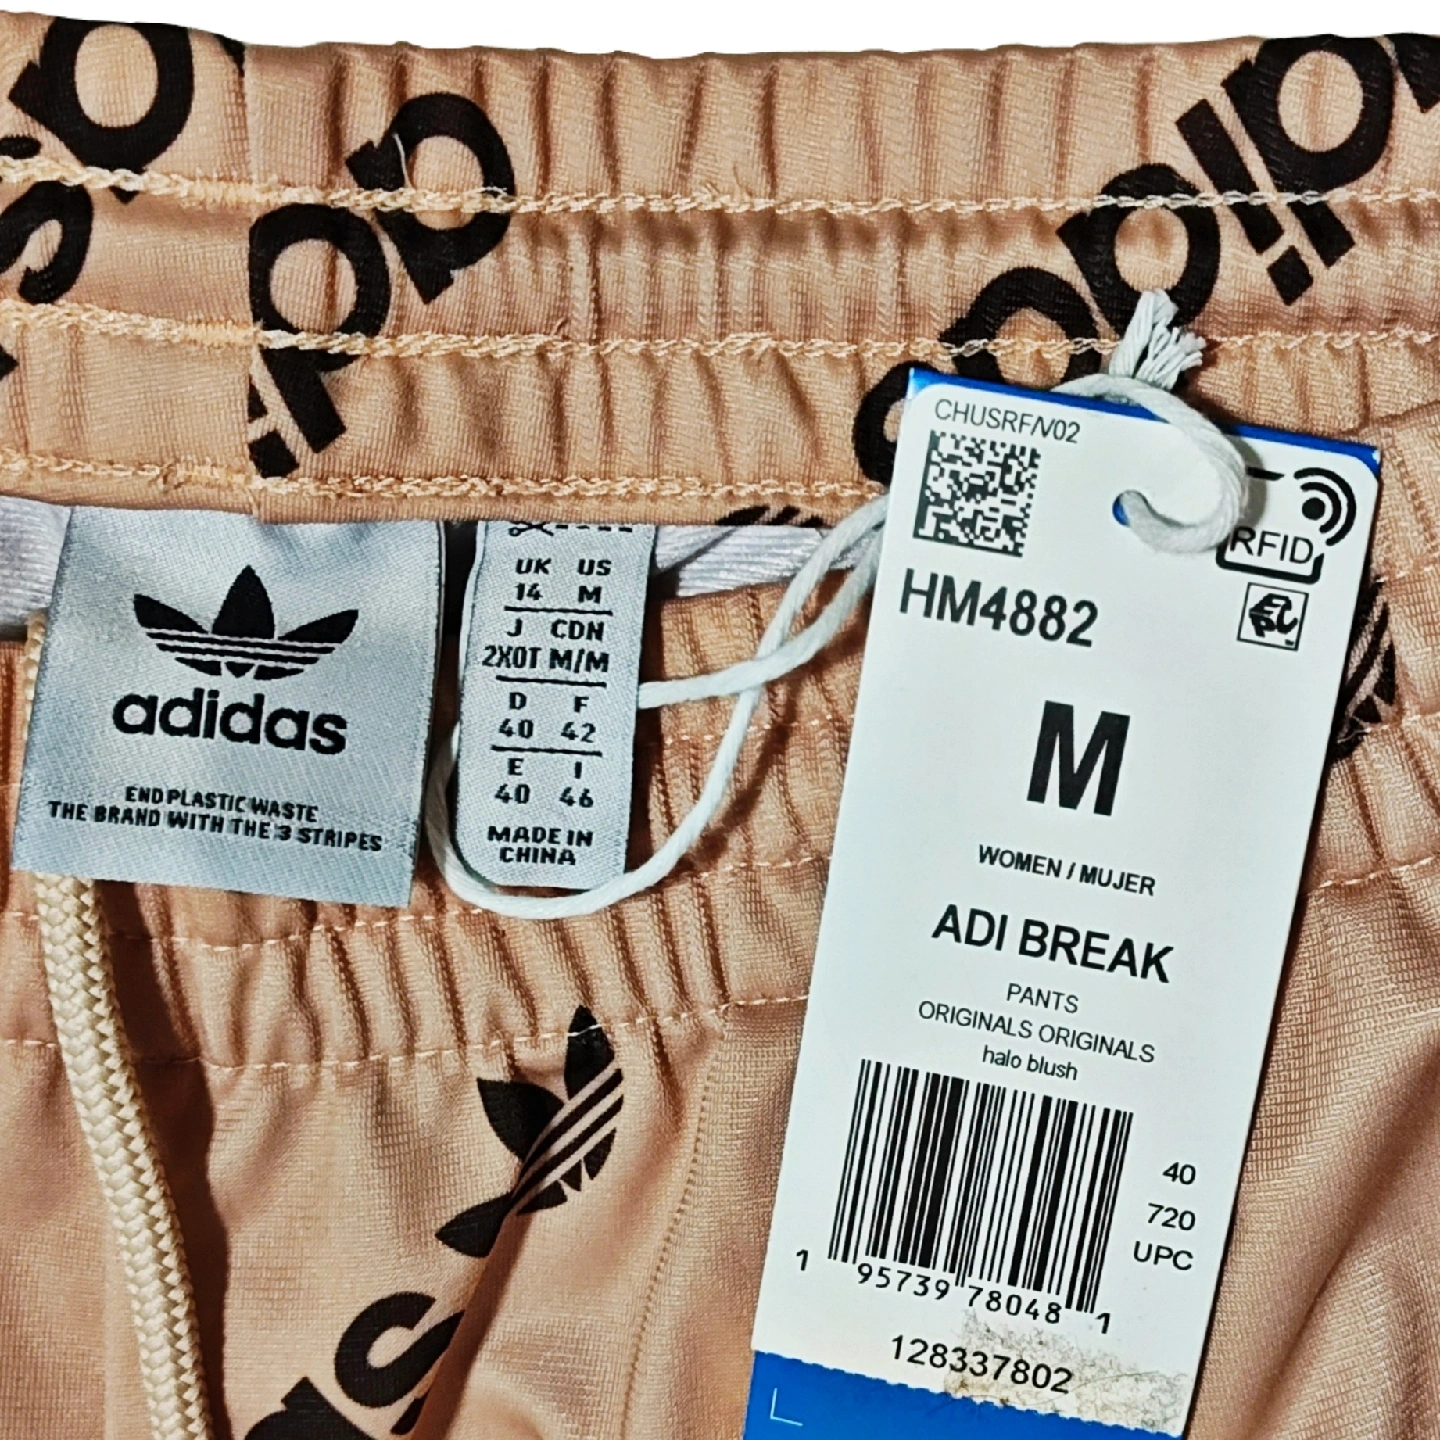 adidas
END PLASTIC WASTE
THE BRAND WITH THE 3 STRIPES
UK US
14 M
J CDN
2XOT M/M
D F
40 42
E I
40 46
MADE IN
CHINA
CHUSRF/V02
RFID
HM4882
M
WOMEN / MUJER
ADI BREAK
PANTS
ORIGINALS ORIGINALS
halo blush
40
720
UPC
1 95739 78048 1
128337802